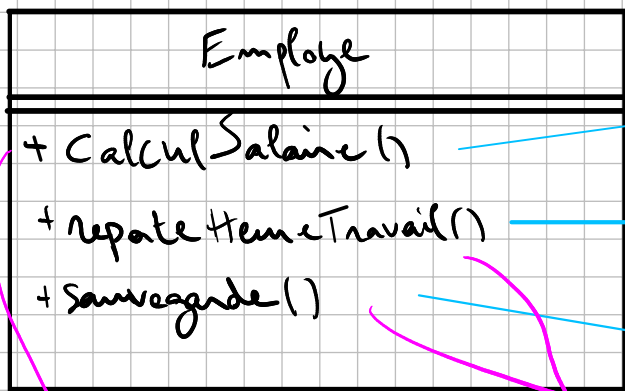 Employe
+ CalculSalaire()
+ reporteHeureTravail()
+ Sauvegarde()